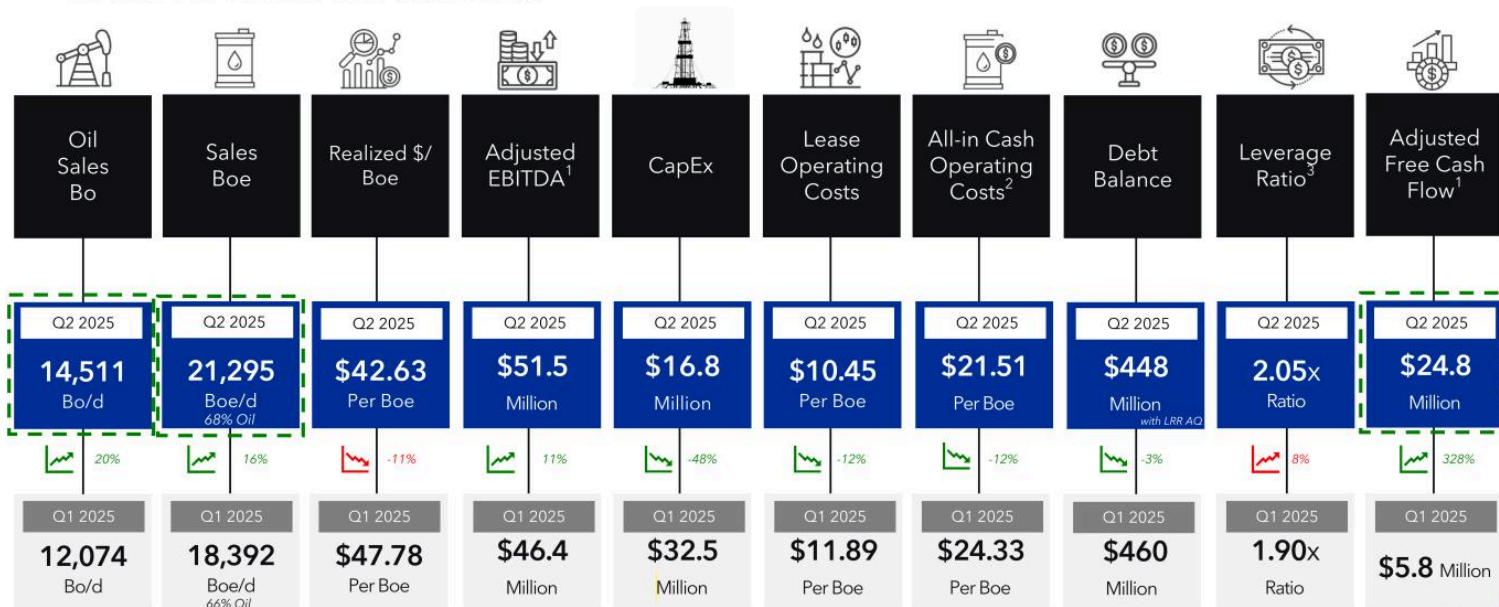 Oil
Sales
Bo
Sales
Boe
Realized $/
Boe
Adjusted
EBITDA¹
CapEx
Lease
Operating
Costs
All-in Cash
Operating
Costs²
Debt
Balance
Leverage
Ratio³
Adjusted
Free Cash
Flow¹
Q2 2025
14,511
Bo/d
Q2 2025
21,295
Boe/d
68% Oil
Q2 2025
$42.63
Per Boe
Q2 2025
$51.5
Million
Q2 2025
$16.8
Million
Q2 2025
$10.45
Per Boe
Q2 2025
$21.51
Per Boe
Q2 2025
$448
Million
with LRR AQ
Q2 2025
2.05x
Ratio
Q2 2025
$24.8
Million
20%
16%
-11%
11%
-48%
-12%
-12%
-3%
8%
328%
Q1 2025
12,074
Bo/d
Q1 2025
18,392
Boe/d
66% Oil
Q1 2025
$47.78
Per Boe
Q1 2025
$46.4
Million
Q1 2025
$32.5
Million
Q1 2025
$11.89
Per Boe
Q1 2025
$24.33
Per Boe
Q1 2025
$460
Million
Q1 2025
1.90x
Ratio
Q1 2025
$5.8 Million